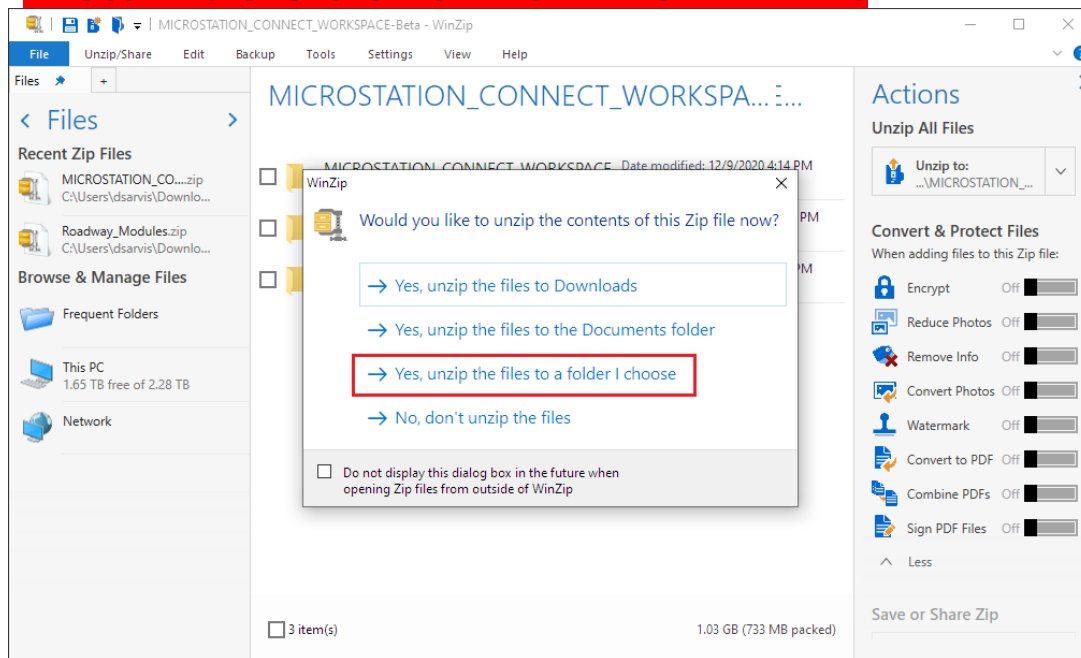 MICROSTATION_CONNECT_WORKSPACE-Beta - WinZip
File Unzip/Share Edit Backup Tools Settings View Help
Files +
Files
Recent Zip Files
MICROSTATION_CO....zip
C:\Users\dsarvis\Downlo...
Roadway_Modules.zip
C:\Users\dsarvis\Downlo...
Browse & Manage Files
Frequent Folders
This PC
1.65 TB free of 2.28 TB
Network
MICROSTATION_CONNECT_WORKSPA...
MICROSTATION CONNECT WORKSPACE Date modified: 12/9/2020 4:14 PM
PM
PM
WinZip
Would you like to unzip the contents of this Zip file now?
Yes, unzip the files to Downloads
Yes, unzip the files to the Documents folder
Yes, unzip the files to a folder I choose
No, don't unzip the files
Do not display this dialog box in the future when
opening Zip files from outside of WinZip
3 item(s) 1.03 GB (733 MB packed)
Actions
Unzip All Files
Unzip to:
...\MICROSTATION_...
Convert & Protect Files
When adding files to this Zip file:
Encrypt Off
Reduce Photos Off
Remove Info Off
Convert Photos Off
Watermark Off
Convert to PDF Off
Combine PDFs Off
Sign PDF Files Off
Less
Save or Share Zip